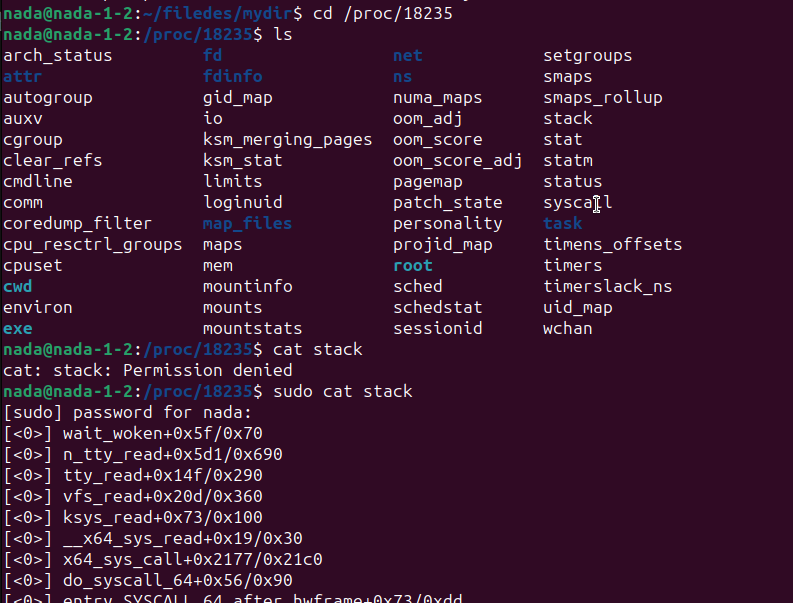 nada@nada-1-2:~/filedes/mydir$ cd /proc/18235
nada@nada-1-2:/proc/18235$ ls
arch_status fd net setgroups
attr fdinfo ns smaps
autogroup gid_map numa_maps smaps_rollup
auxv io oom_adj stack
cgroup ksm_merging_pages oom_score stat
clear_refs ksm_stat oom_score_adj statm
cmdline limits pagemap status
comm loginuid patch_state syscall
coredump_filter map_files personality task
cpu_resctrl_groups maps projid_map timens_offsets
cpuset mem root timers
cwd mountinfo sched timerslack_ns
environ mounts schedstat uid_map
exe mountstats sessionid wchan
nada@nada-1-2:/proc/18235$ cat stack
cat: stack: Permission denied
nada@nada-1-2:/proc/18235$ sudo cat stack
[sudo] password for nada:
[<0>] wait_woken+0x5f/0x70
[<0>] n_tty_read+0x5d1/0x690
[<0>] tty_read+0x14f/0x290
[<0>] vfs_read+0x20d/0x360
[<0>] ksys_read+0x73/0x100
[<0>] __x64_sys_read+0x19/0x30
[<0>] x64_sys_call+0x2177/0x21c0
[<0>] do_syscall_64+0x56/0x90
[<0>] entry_SYSCALL_64_after_hwframe+0x73/0xdd